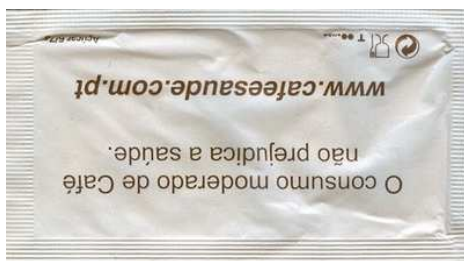 O consumo moderado de Café
não prejudica a saúde.
www.cafeesaude.com.pt